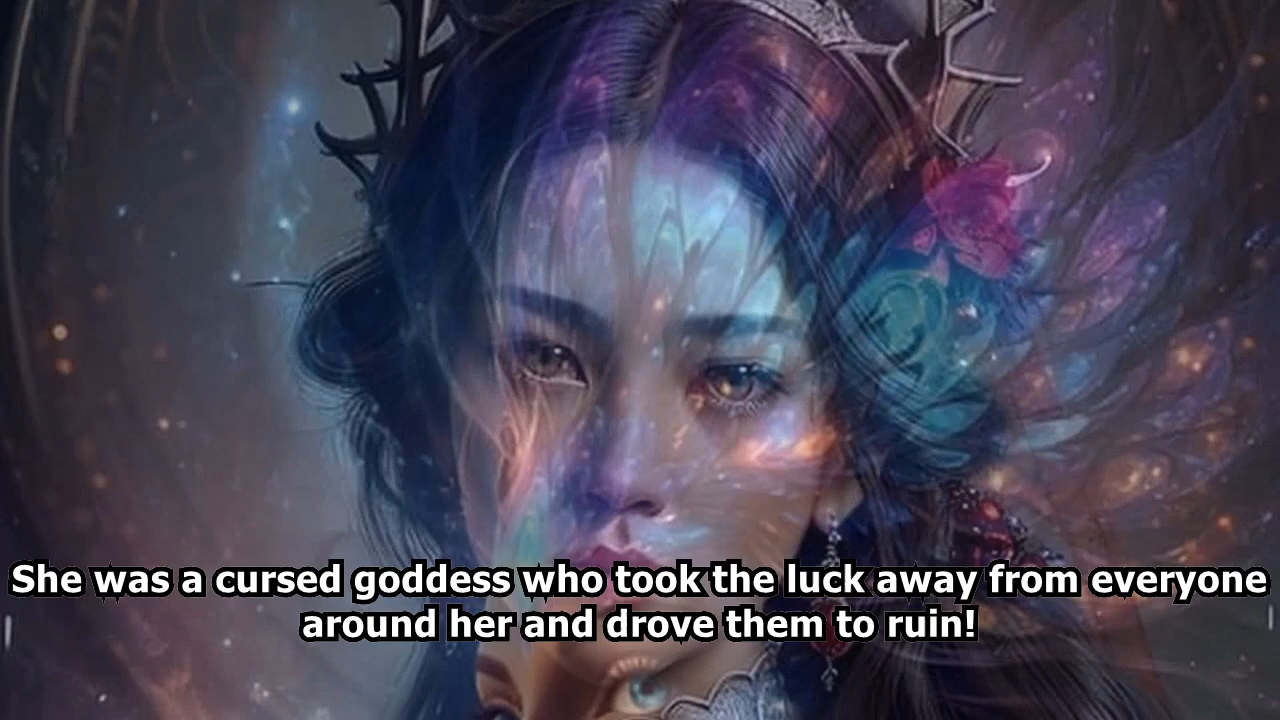 She was a cursed goddess who took the luck away from everyone
around her and drove them to ruin!